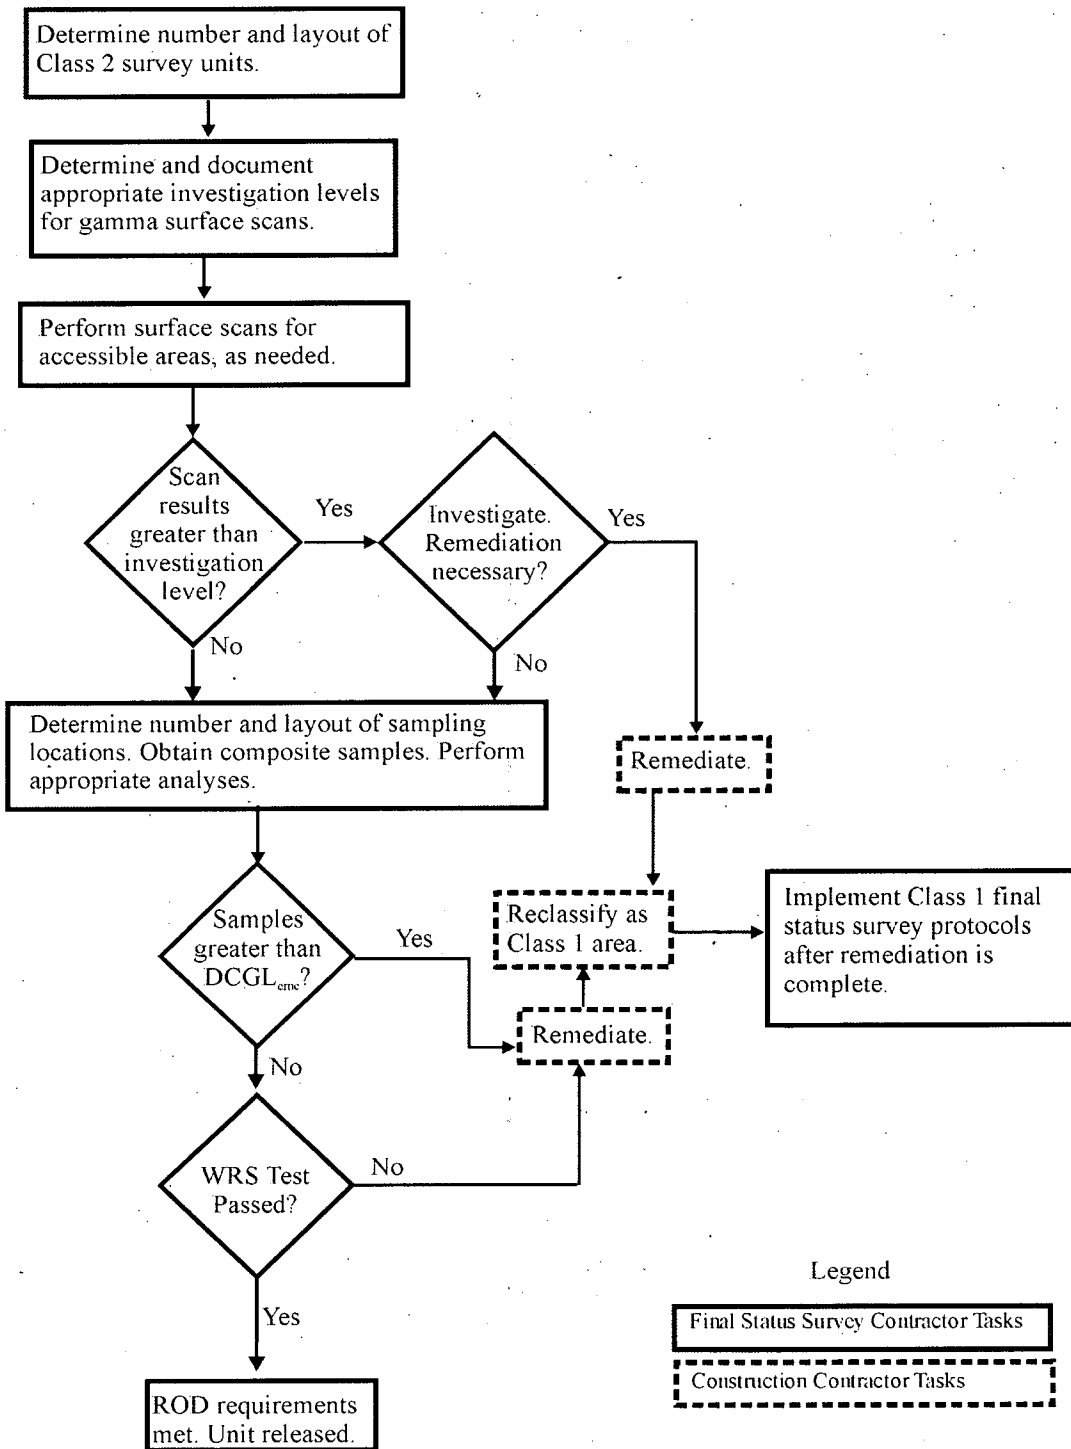 Determine number and layout of
Class 2 survey units.
Determine and document
appropriate investigation levels
for gamma surface scans.
Perform surface scans for
accessible areas, as needed.
Scan
results
greater than
investigation
level?
Yes
Investigate.
Remediation
necessary?
Yes
No
No
Determine number and layout of sampling
locations. Obtain composite samples. Perform
appropriate analyses.
Remediate.
Samples
greater than
DCGLemc?
Yes
Reclassify as
Class 1 area.
Implement Class 1 final
status survey protocols
after remediation is
complete.
Remediate.
No
WRS Test
Passed?
No
Yes
ROD requirements
met. Unit released.
Legend
Final Status Survey Contractor Tasks
Construction Contractor Tasks